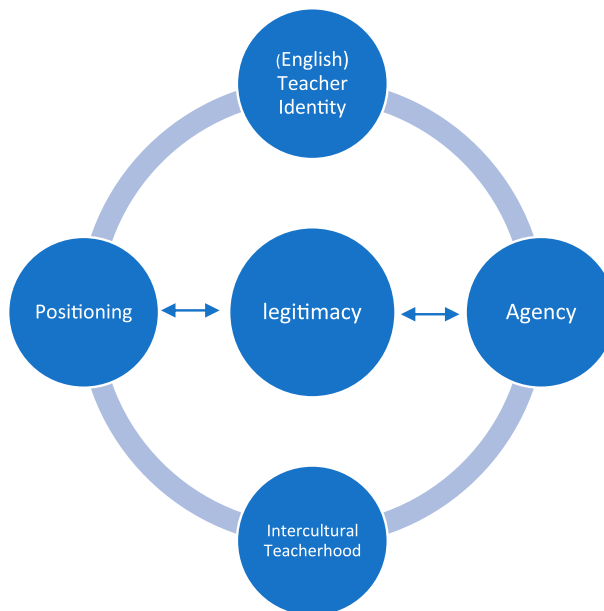 (English)
Teacher
Identity
Positioning
legitimacy
Agency
Intercultural
Teacherhood